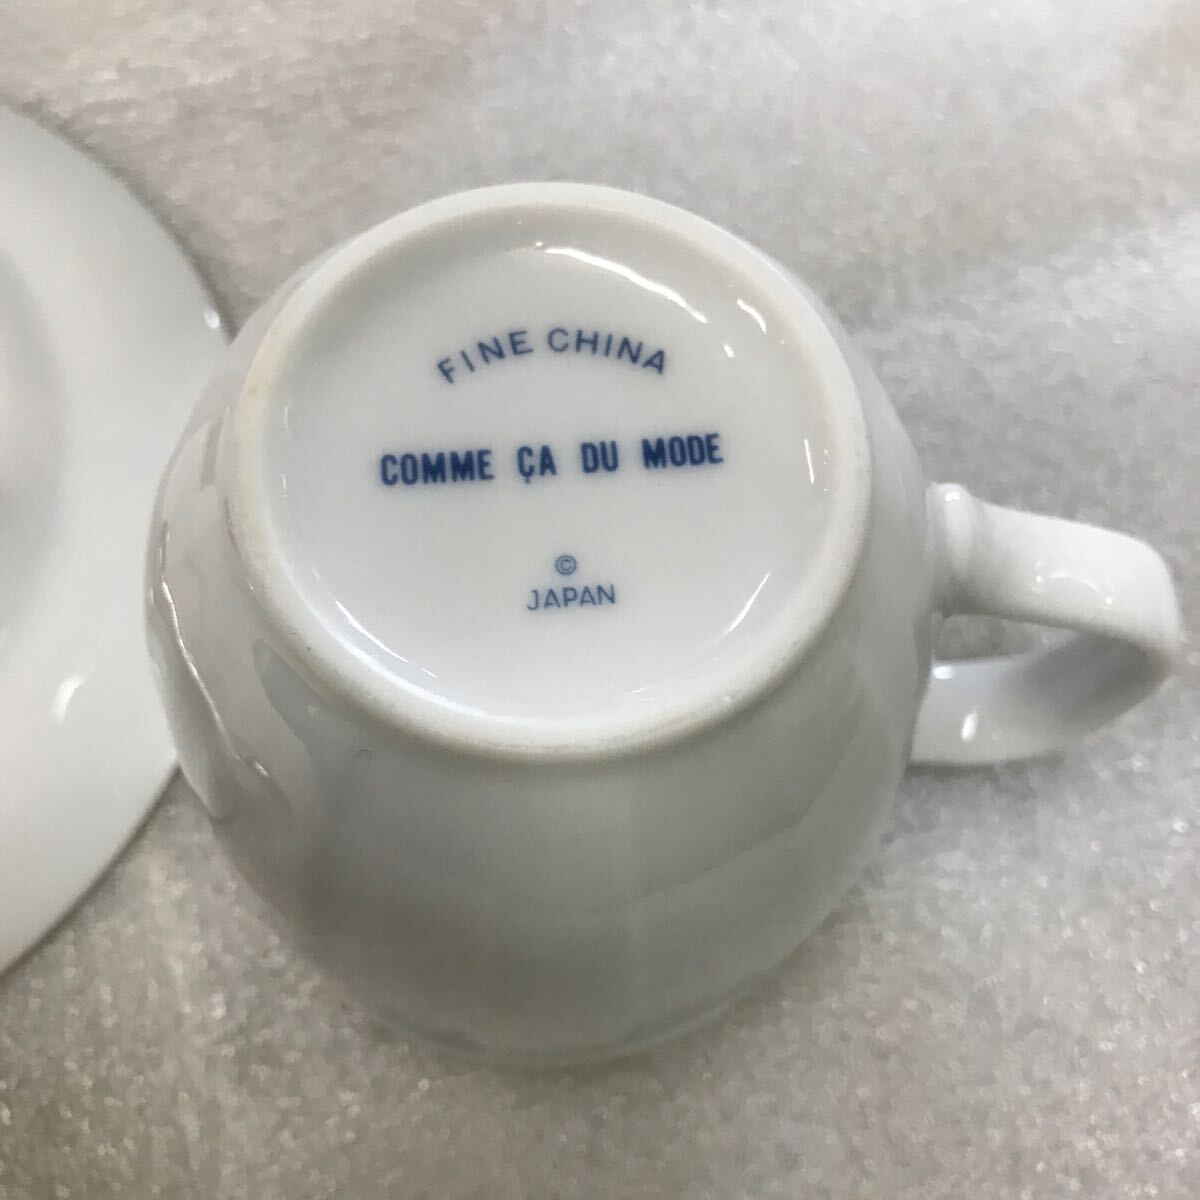 FINE CHINA
COMME ÇA DU MODE
©
JAPAN